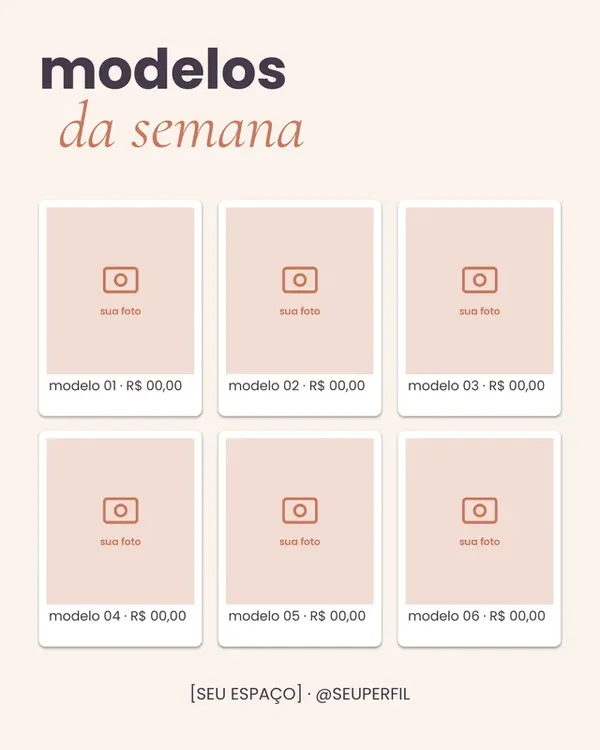 modelos
da semana
sua foto
sua foto
sua foto
modelo 01 · R$ 00,00
modelo 02 · R$ 00,00
modelo 03 · R$ 00,00
sua foto
sua foto
sua foto
modelo 04 · R$ 00,00
modelo 05 · R$ 00,00
modelo 06 · R$ 00,00
[SEU ESPAÇO] · @SEUPERFIL